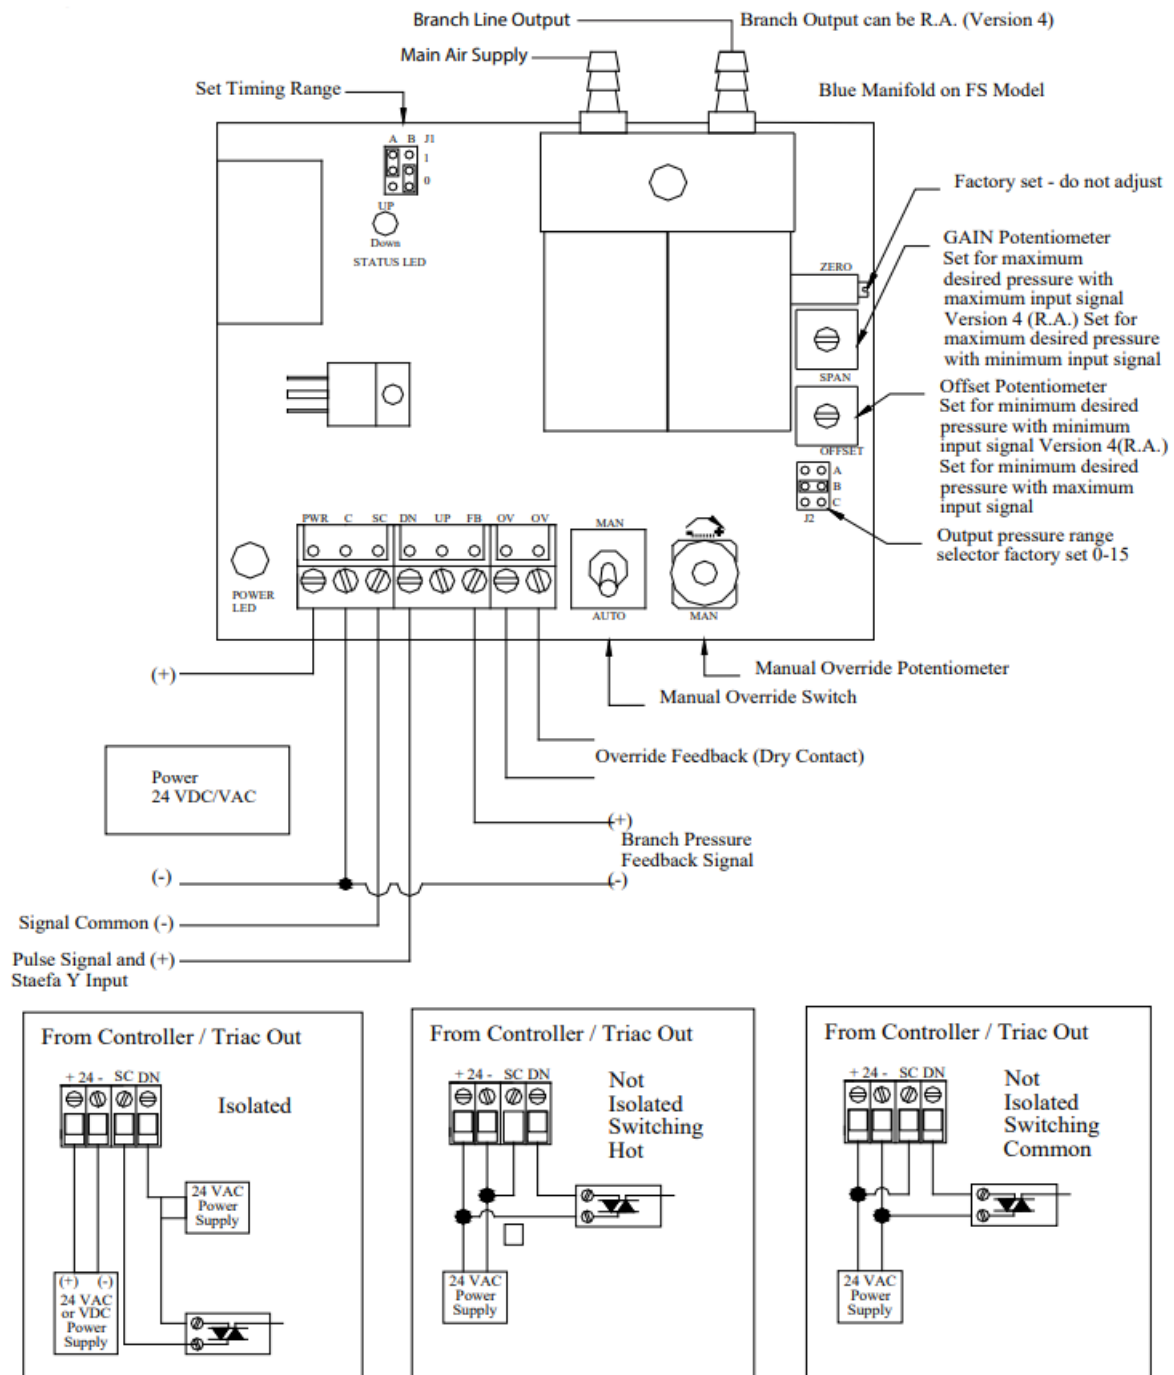 Branch Line Output
Branch Output can be R.A. (Version 4)
Main Air Supply
Set Timing Range
Blue Manifold on FS Model
A B J1
1
0
UP
Down
STATUS LED
Factory set - do not adjust
ZERO
GAIN Potentiometer
Set for maximum
desired pressure with
maximum input signal
Version 4 (R.A.) Set for
maximum desired pressure
with minimum input signal
SPAN
Offset Potentiometer
Set for minimum desired
pressure with minimum
input signal Version 4(R.A.)
Set for minimum desired
pressure with maximum
input signal
OFFSET
A
B
C
J2
Output pressure range
selector factory set 0-15
PWR C SC DN UP FB OV OV
MAN
AUTO
- +
MAN
POWER
LED
(+)
Manual Override Potentiometer
Manual Override Switch
Override Feedback (Dry Contact)
Power
24 VDC/VAC
(+)
Branch Pressure
Feedback Signal
(-)
(-)
Signal Common (-)
Pulse Signal and (+)
Staefa Y Input
From Controller / Triac Out
+ 24 - SC DN
Isolated
24 VAC
Power
Supply
(+) (-)
24 VAC
or VDC
Power
Supply
From Controller / Triac Out
+ 24 - SC DN
Not
Isolated
Switching
Hot
24 VAC
Power
Supply
From Controller / Triac Out
+ 24 - SC DN
Not
Isolated
Switching
Common
24 VAC
Power
Supply